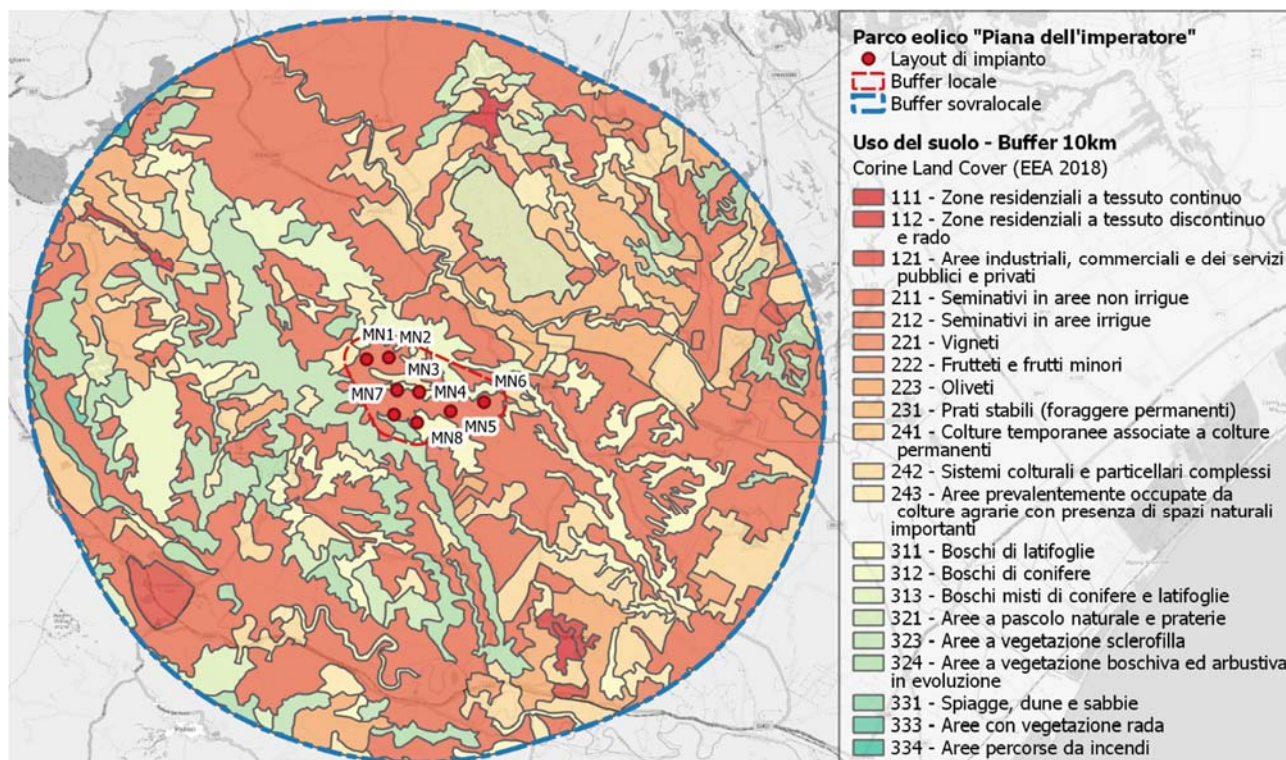 MN1
MN2
MN3
MN7
MN4
MN6
MN5
MN8
Parco eolico "Piana dell'imperatore"
Layout di impianto
Buffer locale
Buffer sovralocale
Uso del suolo - Buffer 10km
Corine Land Cover (EEA 2018)
111 - Zone residenziali a tessuto continuo
112 - Zone residenziali a tessuto discontinuo
e rado
121 - Aree industriali, commerciali e dei servizi
pubblici e privati
211 - Seminativi in aree non irrigue
212 - Seminativi in aree irrigue
221 - Vigneti
222 - Frutteti e frutti minori
223 - Oliveti
231 - Prati stabili (foraggere permanenti)
241 - Colture temporanee associate a colture
permanenti
242 - Sistemi colturali e particellari complessi
243 - Aree prevalentemente occupate da
colture agrarie con presenza di spazi naturali
importanti
311 - Boschi di latifoglie
312 - Boschi di conifere
313 - Boschi misti di conifere e latifoglie
321 - Aree a pascolo naturale e praterie
323 - Aree a vegetazione sclerofilla
324 - Aree a vegetazione boschiva ed arbustiva
in evoluzione
331 - Spiagge, dune e sabbie
333 - Aree con vegetazione rada
334 - Aree percorse da incendi